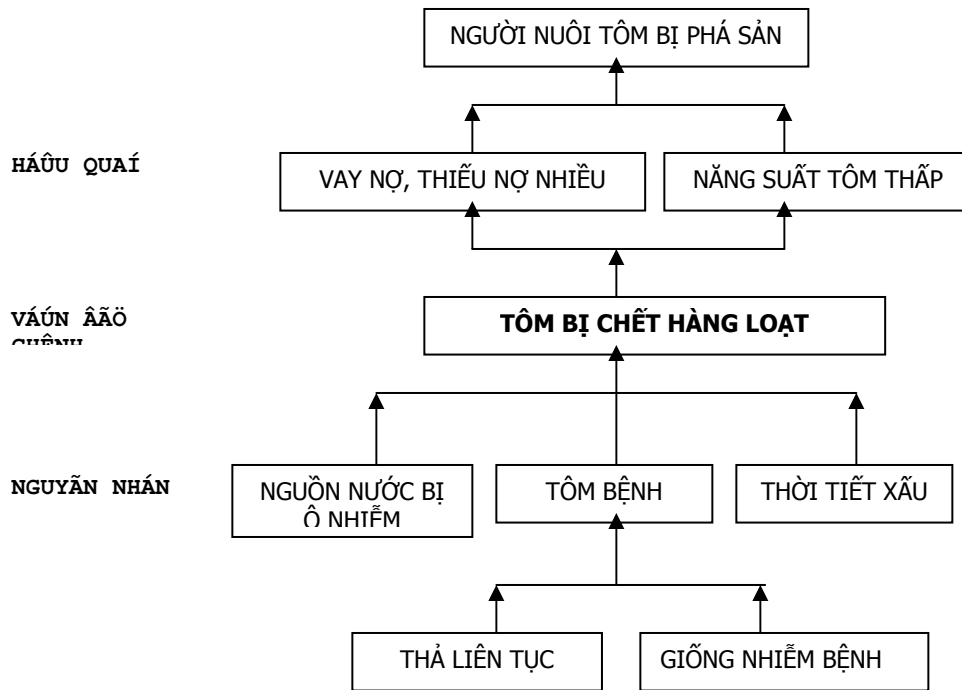 NGƯỜI NUÔI TÔM BỊ PHÁ SẢN
HÁÛU QUAÍ
VAY NỢ, THIẾU NỢ NHIỀU
NĂNG SUẤT TÔM THẤP
VÁÚN ÂÃÖ
CHÊNH
TÔM BỊ CHẾT HÀNG LOẠT
NGUYÃN NHÁN
NGUỒN NƯỚC BỊ
Ô NHIỄM
TÔM BỆNH
THỜI TIẾT XẤU
THẢ LIÊN TỤC
GIỐNG NHIỄM BỆNH